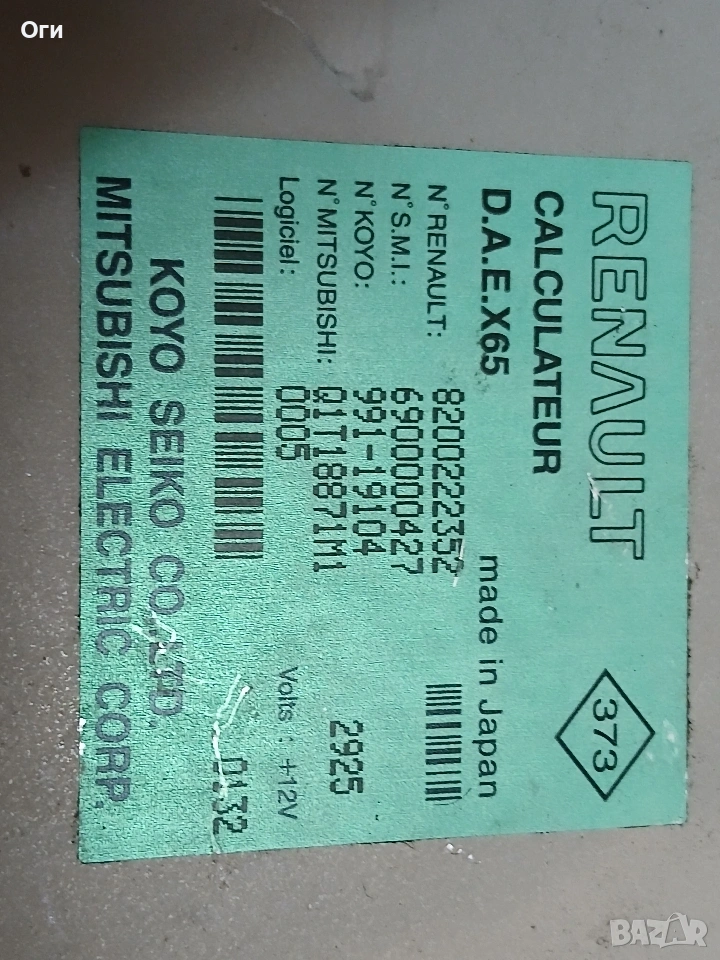 Оги
RENAULT
373
CALCULATEUR
D.A.E.X65 made in Japan
N° RENAULT: 8200222352
N° S.M.I.: 6900000427
N° KOYO: 991-19104 2925
N° MITSUBISHI: Q1T18871M1
Logiciel: 0005 Volts : +12V
KOYO SEIKO CO., LTD.
MITSUBISHI ELECTRIC CORP.
BAZAR